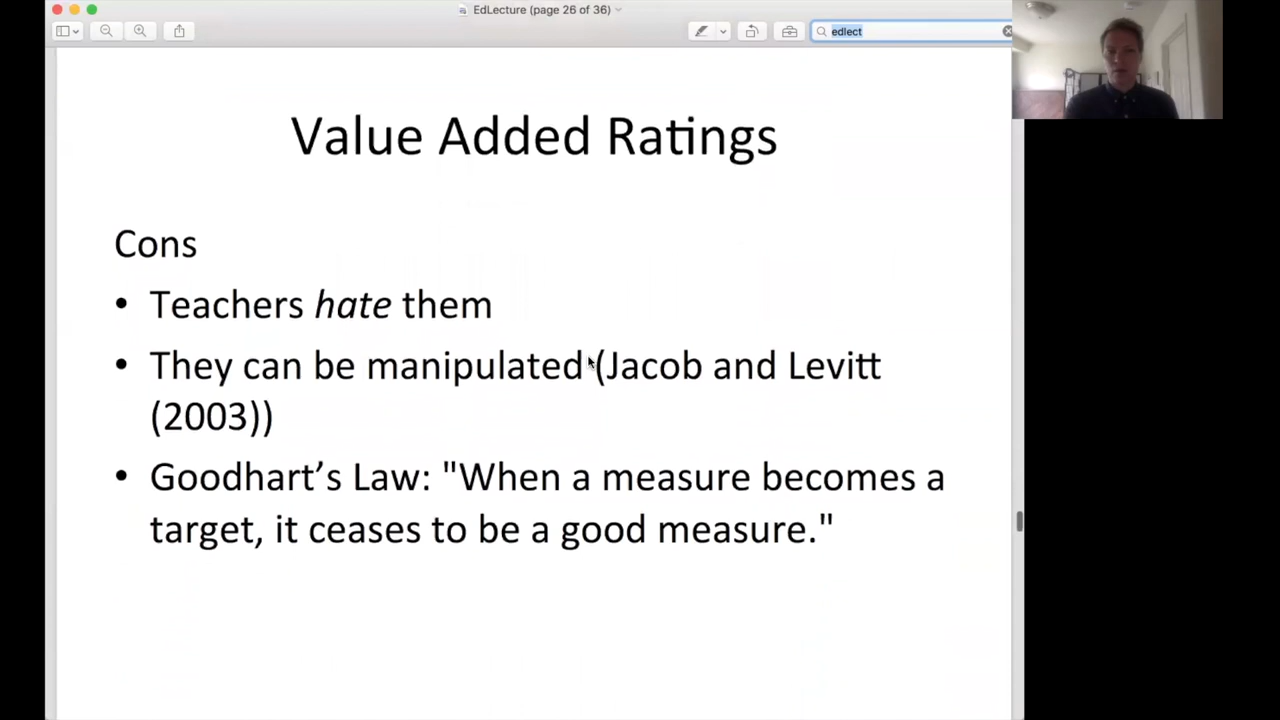 EdLecture (page 26 of 36)
edlect
Value Added Ratings
Cons
• Teachers hate them
• They can be manipulated (Jacob and Levitt
(2003))
• Goodhart’s Law: "When a measure becomes a
target, it ceases to be a good measure."